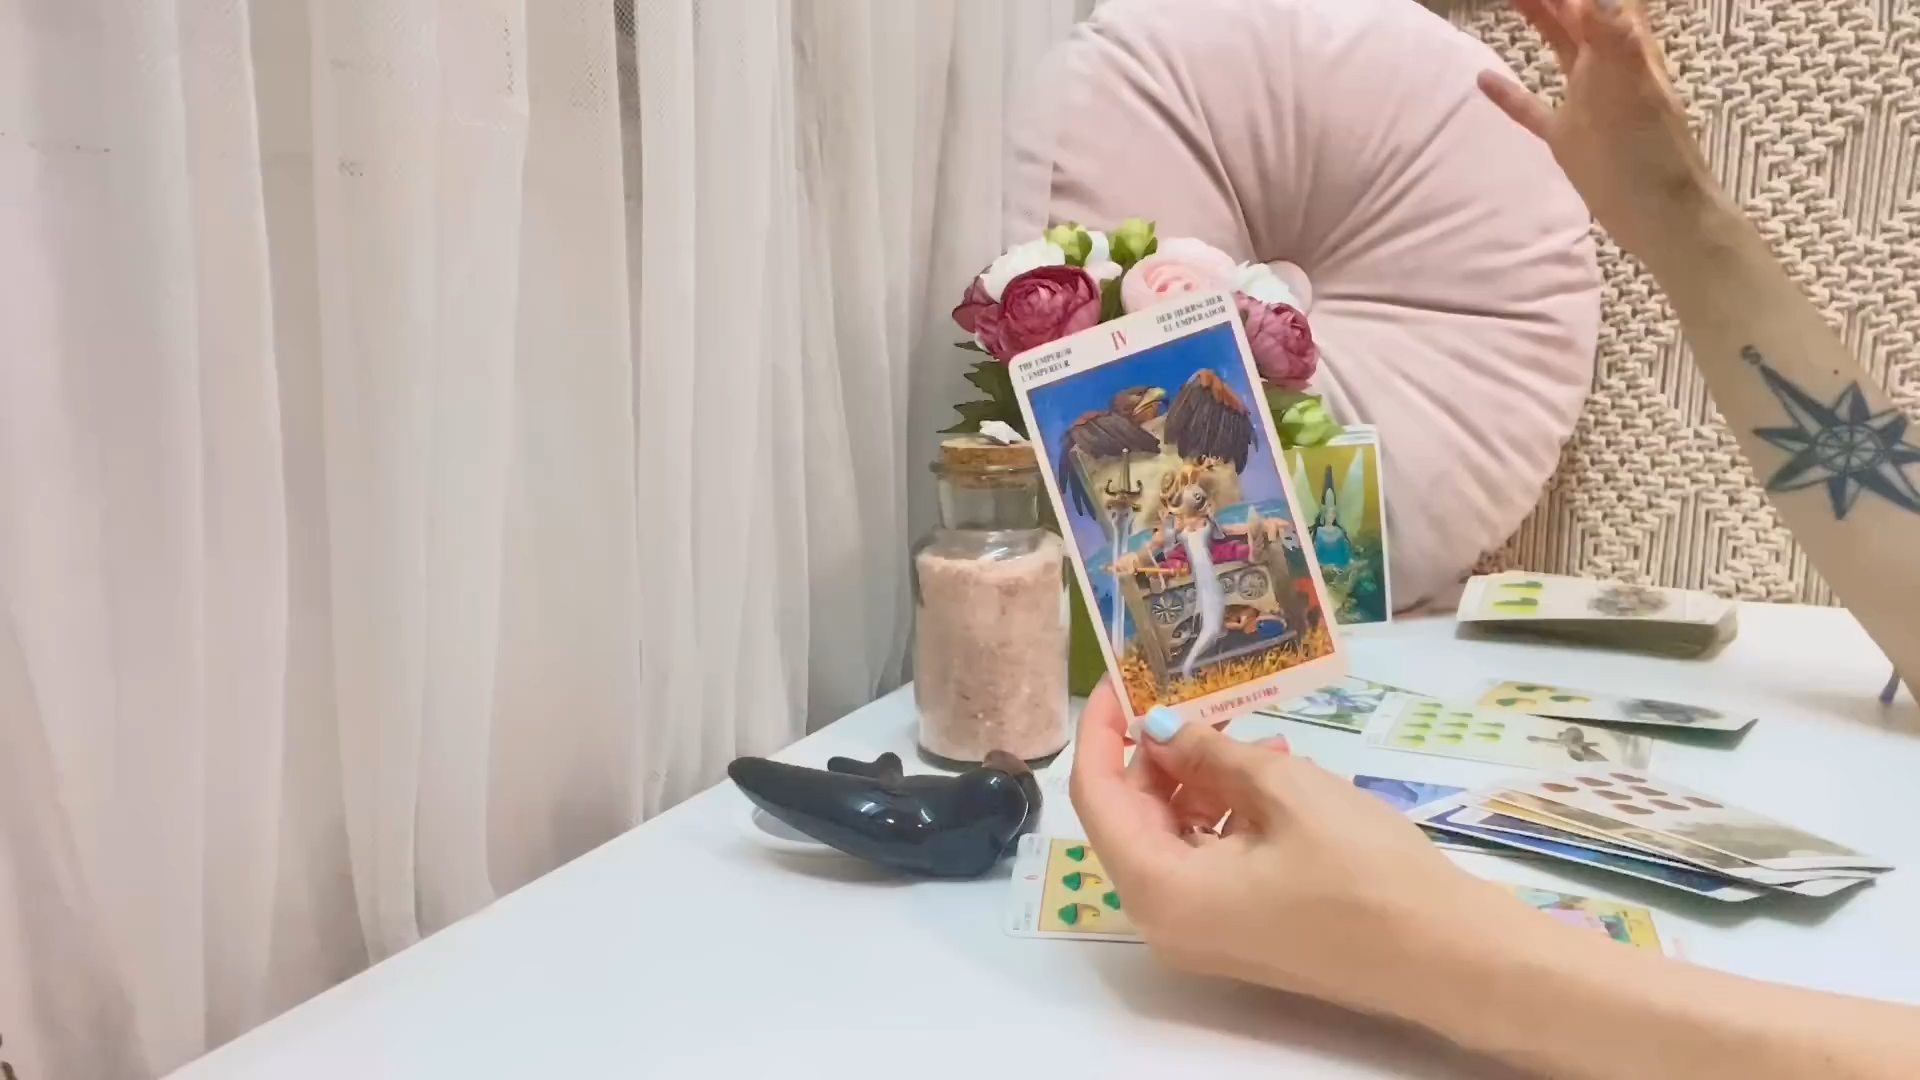 THE EMPEROR
L'EMPEREUR
IV
DER HERRSCHER
EL EMPERADOR
L'IMPERATORE